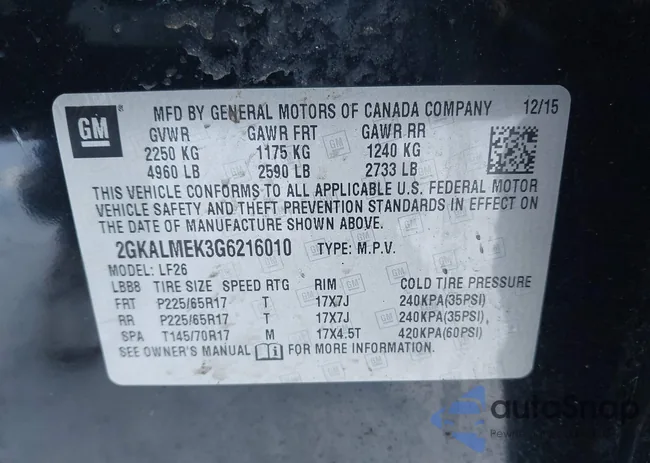 GM
MFD BY GENERAL MOTORS OF CANADA COMPANY 12/15
GVWR GAWR FRT GAWR RR
2250 KG 1175 KG 1240 KG
4960 LB 2590 LB 2733 LB
THIS VEHICLE CONFORMS TO ALL APPLICABLE U.S. FEDERAL MOTOR
VEHICLE SAFETY AND THEFT PREVENTION STANDARDS IN EFFECT ON
THE DATE OF MANUFACTURE SHOWN ABOVE.
2GKALMEK3G6216010 TYPE: M.P.V.
MODEL: LF26
LBB8 TIRE SIZE SPEED RTG RIM COLD TIRE PRESSURE
FRT P225/65R17 T 17X7J 240KPA(35PSI)
RR P225/65R17 T 17X7J 240KPA(35PSI),
SPA T145/70R17 M 17X4.5T 420KPA(60PSI)
SEE OWNER'S MANUAL FOR MORE INFORMATION.
autoSnap